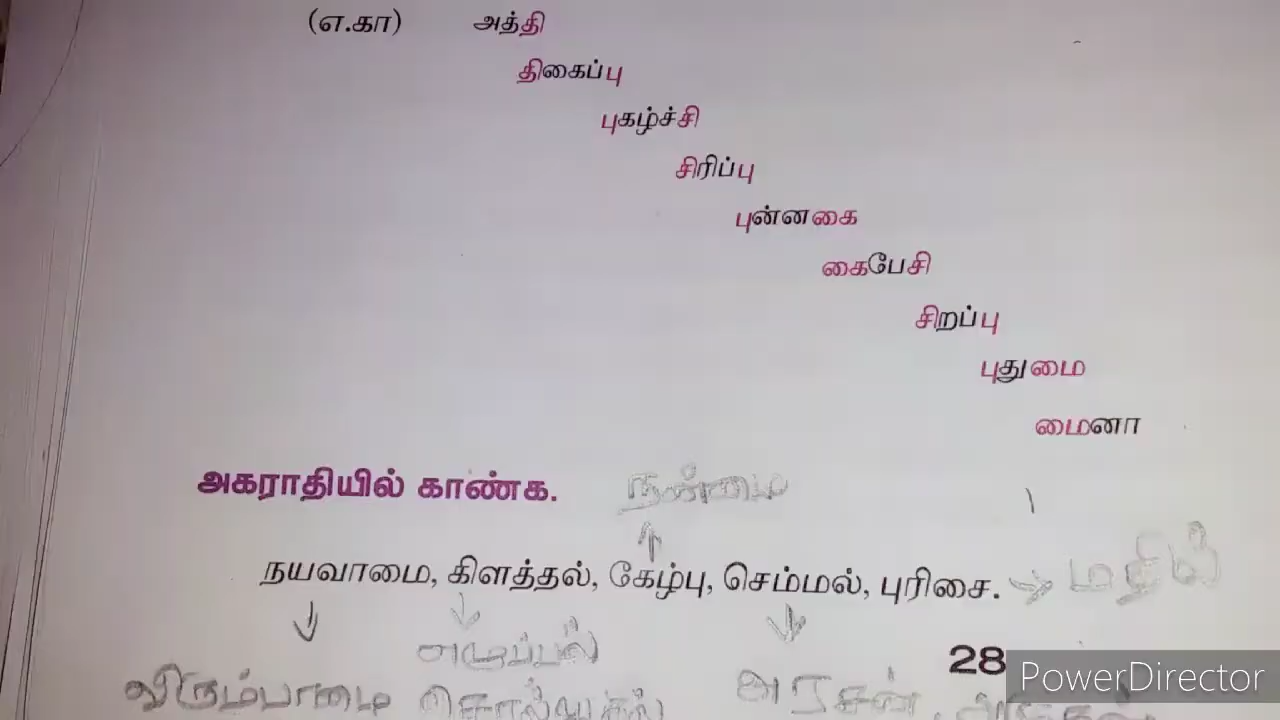 (எ.கா) அத்தி
திகைப்பு
புகழ்ச்சி
சிரிப்பு
புன்னகை
கைபேசி
சிறப்பு
புதுமை
மைனா
அகராதியில் காண்க. நன்மை
நயவாமை, கிளத்தல், கேழ்பு, செம்மல், புரிசை. மதில்
விரும்பாமை சொல்லுதல் அரசன்
28
PowerDirector